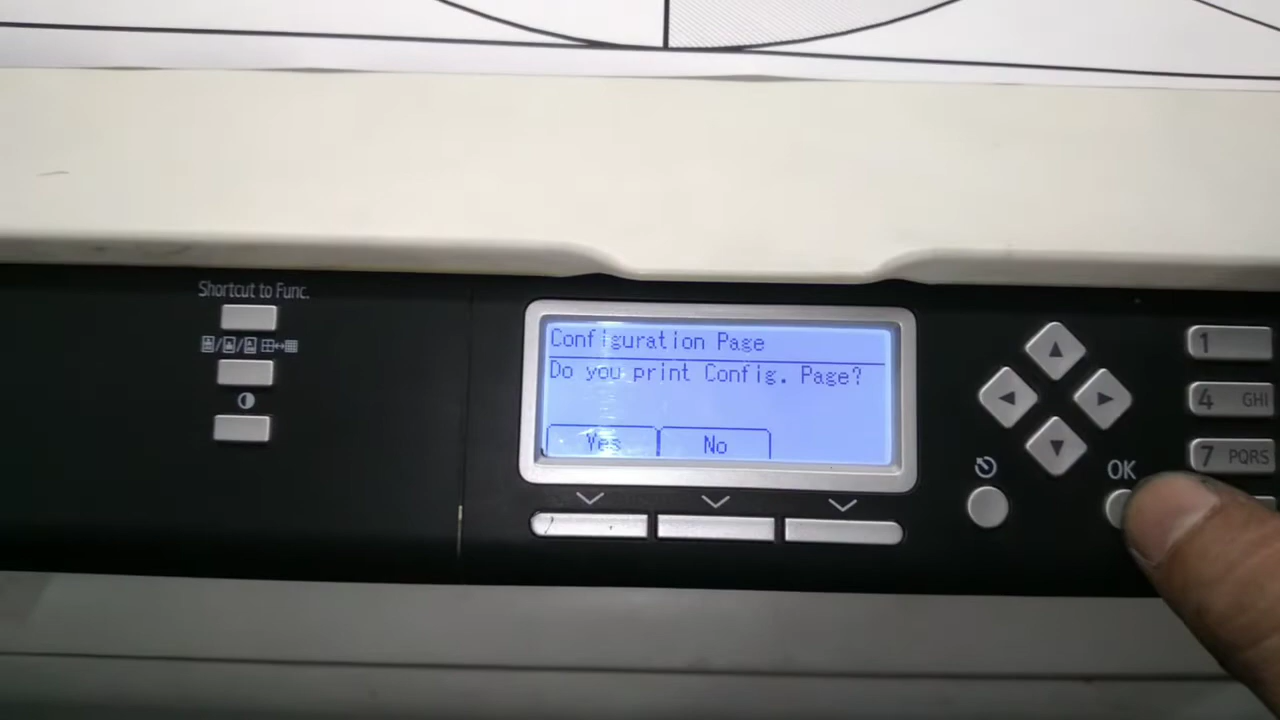 Shortcut to Func.
Configuration Page
Do you print Config. Page?
Yes No
OK
1
4 GHI
7 PQRS